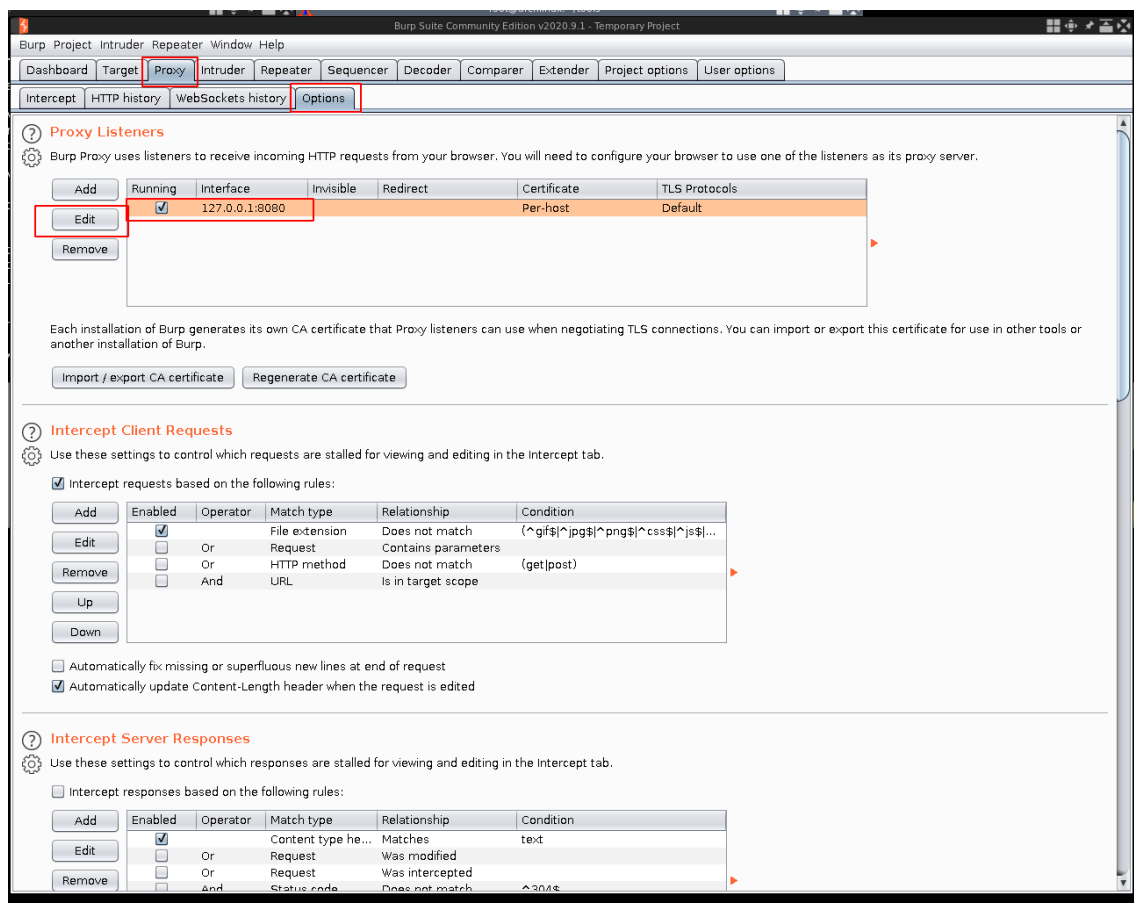 Burp Suite Community Edition v2020.9.1 - Temporary Project
Burp Project Intruder Repeater Window Help
Dashboard Target Proxy Intruder Repeater Sequencer Decoder Comparer Extender Project options User options
Intercept HTTP history WebSockets history Options
? Proxy Listeners
Burp Proxy uses listeners to receive incoming HTTP requests from your browser. You will need to configure your browser to use one of the listeners as its proxy server.
Add Running Interface Invisible Redirect Certificate TLS Protocols
127.0.0.1:8080 Per-host Default
Edit
Remove
Each installation of Burp generates its own CA certificate that Proxy listeners can use when negotiating TLS connections. You can import or export this certificate for use in other tools or
another installation of Burp.
Import / export CA certificate Regenerate CA certificate
? Intercept Client Requests
Use these settings to control which requests are stalled for viewing and editing in the Intercept tab.
Intercept requests based on the following rules:
Add Enabled Operator Match type Relationship Condition
File extension Does not match (^gif$|^jpg$|^png$|^css$|^js$|...
Edit Or Request Contains parameters
Or HTTP method Does not match (get|post)
Remove And URL Is in target scope
Up
Down
Automatically fix missing or superfluous new lines at end of request
Automatically update Content-Length header when the request is edited
? Intercept Server Responses
Use these settings to control which responses are stalled for viewing and editing in the Intercept tab.
Intercept responses based on the following rules:
Add Enabled Operator Match type Relationship Condition
Content type he... Matches text
Edit Or Request Was modified
Or Request Was intercepted
Remove And Status code Does not match ^304$